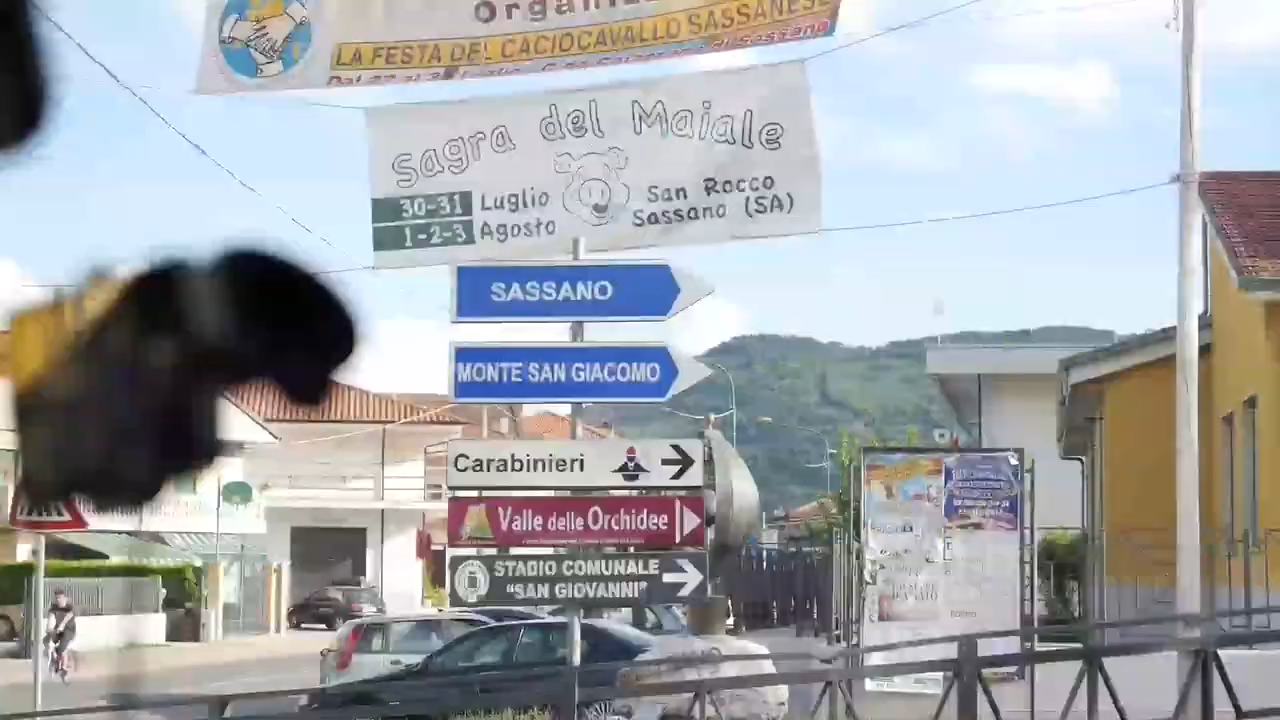 Organizz
LA FESTA DEL CACIOCAVALLO SASSANESE
Sagra del Maiale
30-31 Luglio
1-2-3 Agosto
San Rocco
Sassano (SA)
SASSANO
MONTE SAN GIACOMO
Carabinieri
Valle delle Orchidee
STADIO COMUNALE
"SAN GIOVANNI"